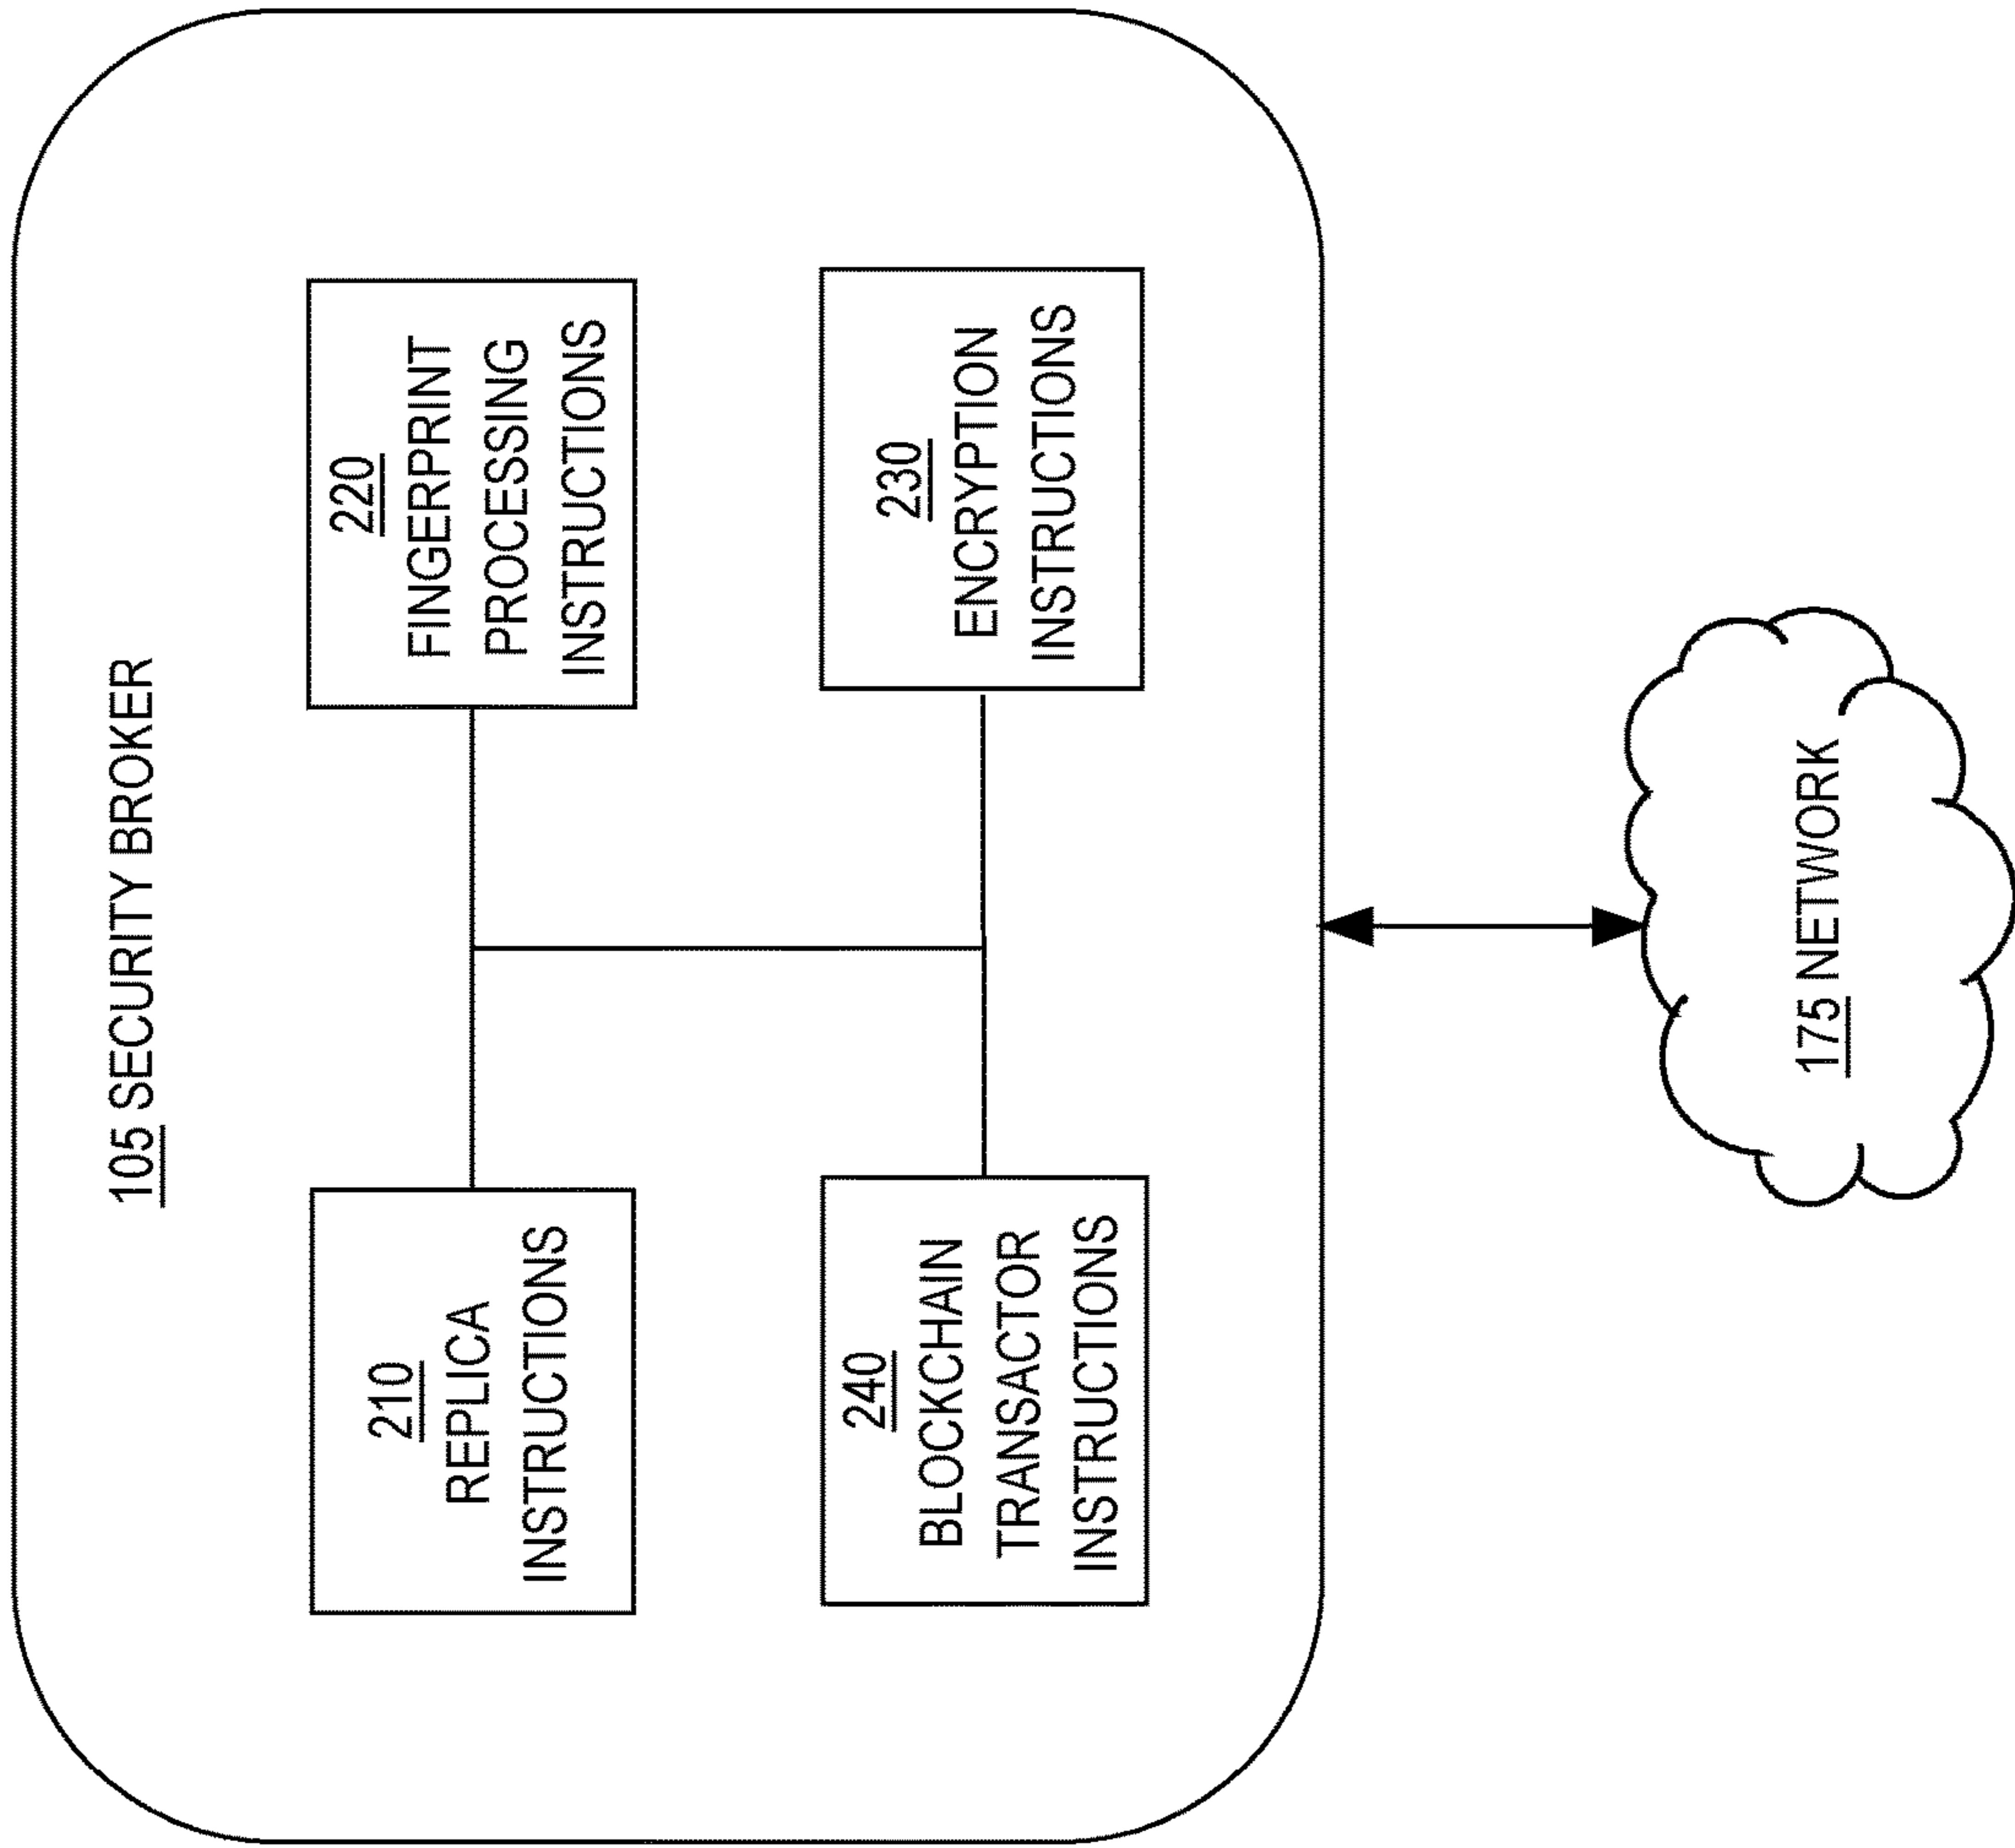 105 SECURITY BROKER
210
REPLICA
INSTRUCTIONS
220
FINGERPRINT
PROCESSING
INSTRUCTIONS
240
BLOCKCHAIN
TRANSACTOR
INSTRUCTIONS
230
ENCRYPTION
INSTRUCTIONS
175 NETWORK